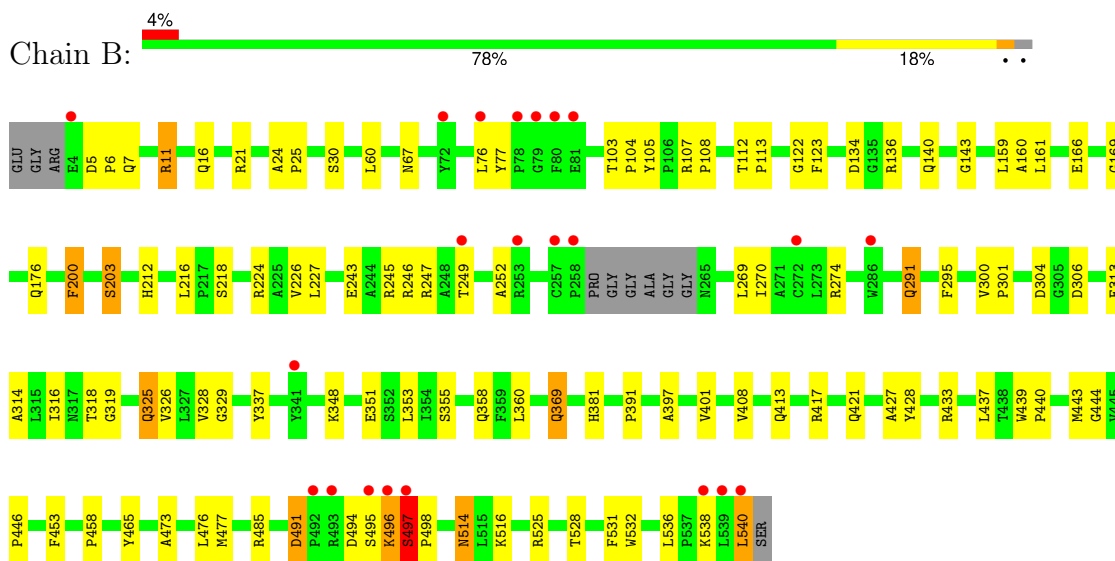 4%
Chain B:
78% 18% • •
GLU GLY ARG E4 D5 P6 Q7 R11 Q16 R21 A24 P25 S30 L60 N67 Y72 L76 Y77 P78 G79 F80 E81 T103 P104 Y105 P106 R107 P108 T112 P113 G122 F123 D134 G135 R136 Q140 G143 L159 A160 L161 E166 G169
Q176 F200 S203 H212 L216 P217 S218 R224 A225 V226 L227 E243 A244 R245 R246 R247 A248 T249 A252 R253 C257 P258 PRO GLY GLY ALA GLY GLY N265 L269 I270 A271 C272 L273 R274 W286 Q291 F295 V300 P301 D304 G305 D306 E313
A314 L315 I316 N317 T318 G319 Q325 V326 L327 V328 G329 Y337 Y341 K348 E351 S352 L353 I354 S355 Q358 F359 L360 Q369 H381 P391 A397 V401 V408 Q413 R417 Q421 A427 Y428 R433 L437 T438 W439 P440 M443 G444 V445
P446 F453 P458 Y465 A473 L476 M477 R485 D491 P492 R493 D494 S495 K496 S497 P498 N514 L515 K516 R525 T528 F531 W532 L536 P537 K538 L539 L540 SER